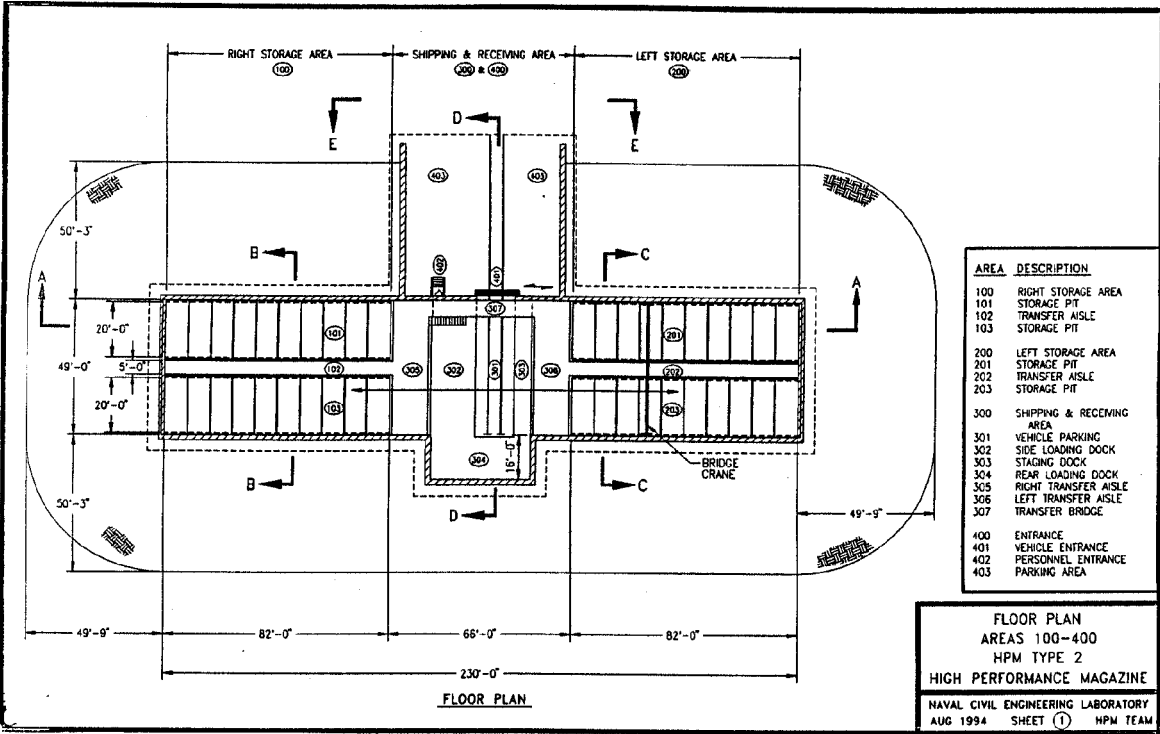 RIGHT STORAGE AREA
100
SHIPPING & RECEIVING AREA
300 & 400
LEFT STORAGE AREA
200
E
D
E
403
403
50'-3"
B
402
401
C
A
A
307
20'-0"
101
201
49'-0"
5'-0"
102
305
302
301
303
306
202
20'-0"
103
203
304
16'-0"
BRIDGE
CRANE
B
C
D
50'-3"
49'-9"
49'-9"
82'-0"
66'-0"
82'-0"
230'-0"
FLOOR PLAN
AREA DESCRIPTION
100 RIGHT STORAGE AREA
101 STORAGE PIT
102 TRANSFER AISLE
103 STORAGE PIT
200 LEFT STORAGE AREA
201 STORAGE PIT
202 TRANSFER AISLE
203 STORAGE PIT
300 SHIPPING & RECEIVING
AREA
301 VEHICLE PARKING
302 SIDE LOADING DOCK
303 STAGING DOCK
304 REAR LOADING DOCK
305 RIGHT TRANSFER AISLE
306 LEFT TRANSFER AISLE
307 TRANSFER BRIDGE
400 ENTRANCE
401 VEHICLE ENTRANCE
402 PERSONNEL ENTRANCE
403 PARKING AREA
FLOOR PLAN
AREAS 100-400
HPM TYPE 2
HIGH PERFORMANCE MAGAZINE
NAVAL CIVIL ENGINEERING LABORATORY
AUG 1994 SHEET 1 HPM TEAM